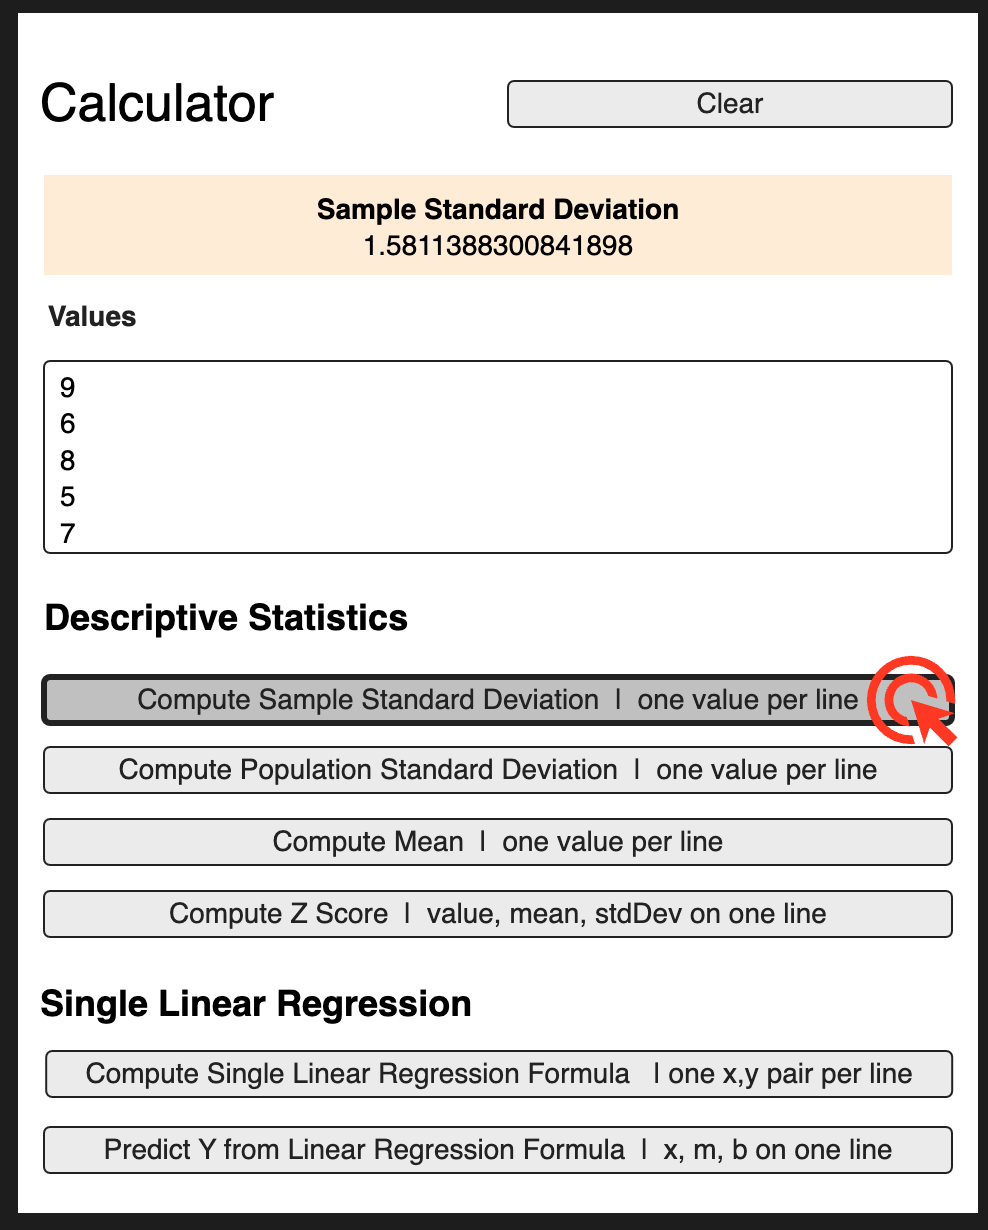 Calculator
Clear
Sample Standard Deviation
1.5811388300841898
Values
9
6
8
5
7
Descriptive Statistics
Compute Sample Standard Deviation | one value per line
Compute Population Standard Deviation | one value per line
Compute Mean | one value per line
Compute Z Score | value, mean, stdDev on one line
Single Linear Regression
Compute Single Linear Regression Formula | one x,y pair per line
Predict Y from Linear Regression Formula | x, m, b on one line